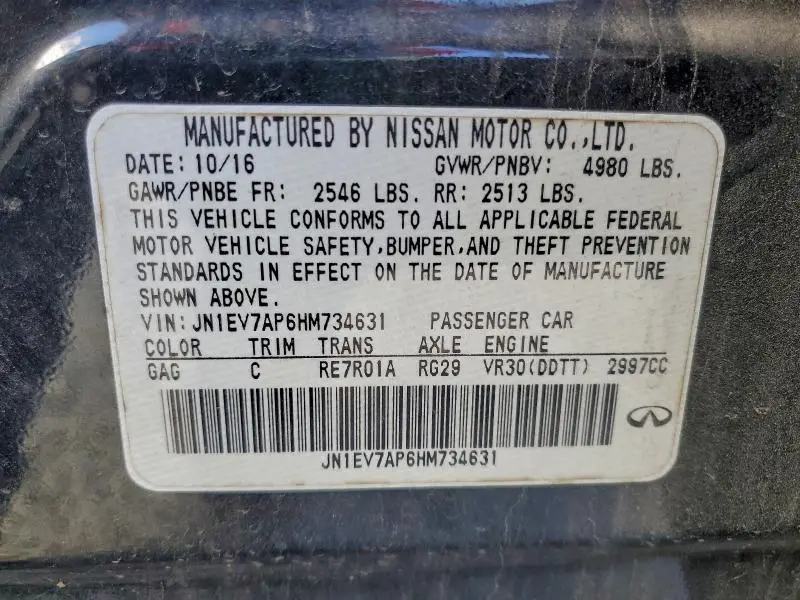 MANUFACTURED BY NISSAN MOTOR CO.,LTD.
DATE: 10/16 GVWR/PNBV: 4980 LBS.
GAWR/PNBE FR: 2546 LBS. RR: 2513 LBS.
THIS VEHICLE CONFORMS TO ALL APPLICABLE FEDERAL
MOTOR VEHICLE SAFETY,BUMPER,AND THEFT PREVENTION
STANDARDS IN EFFECT ON THE DATE OF MANUFACTURE
SHOWN ABOVE.
VIN:JN1EV7AP6HM734631 PASSENGER CAR
COLOR TRIM TRANS AXLE ENGINE
GAG C RE7R01A RG29 VR30(DDTT) 2997CC
JN1EV7AP6HM734631